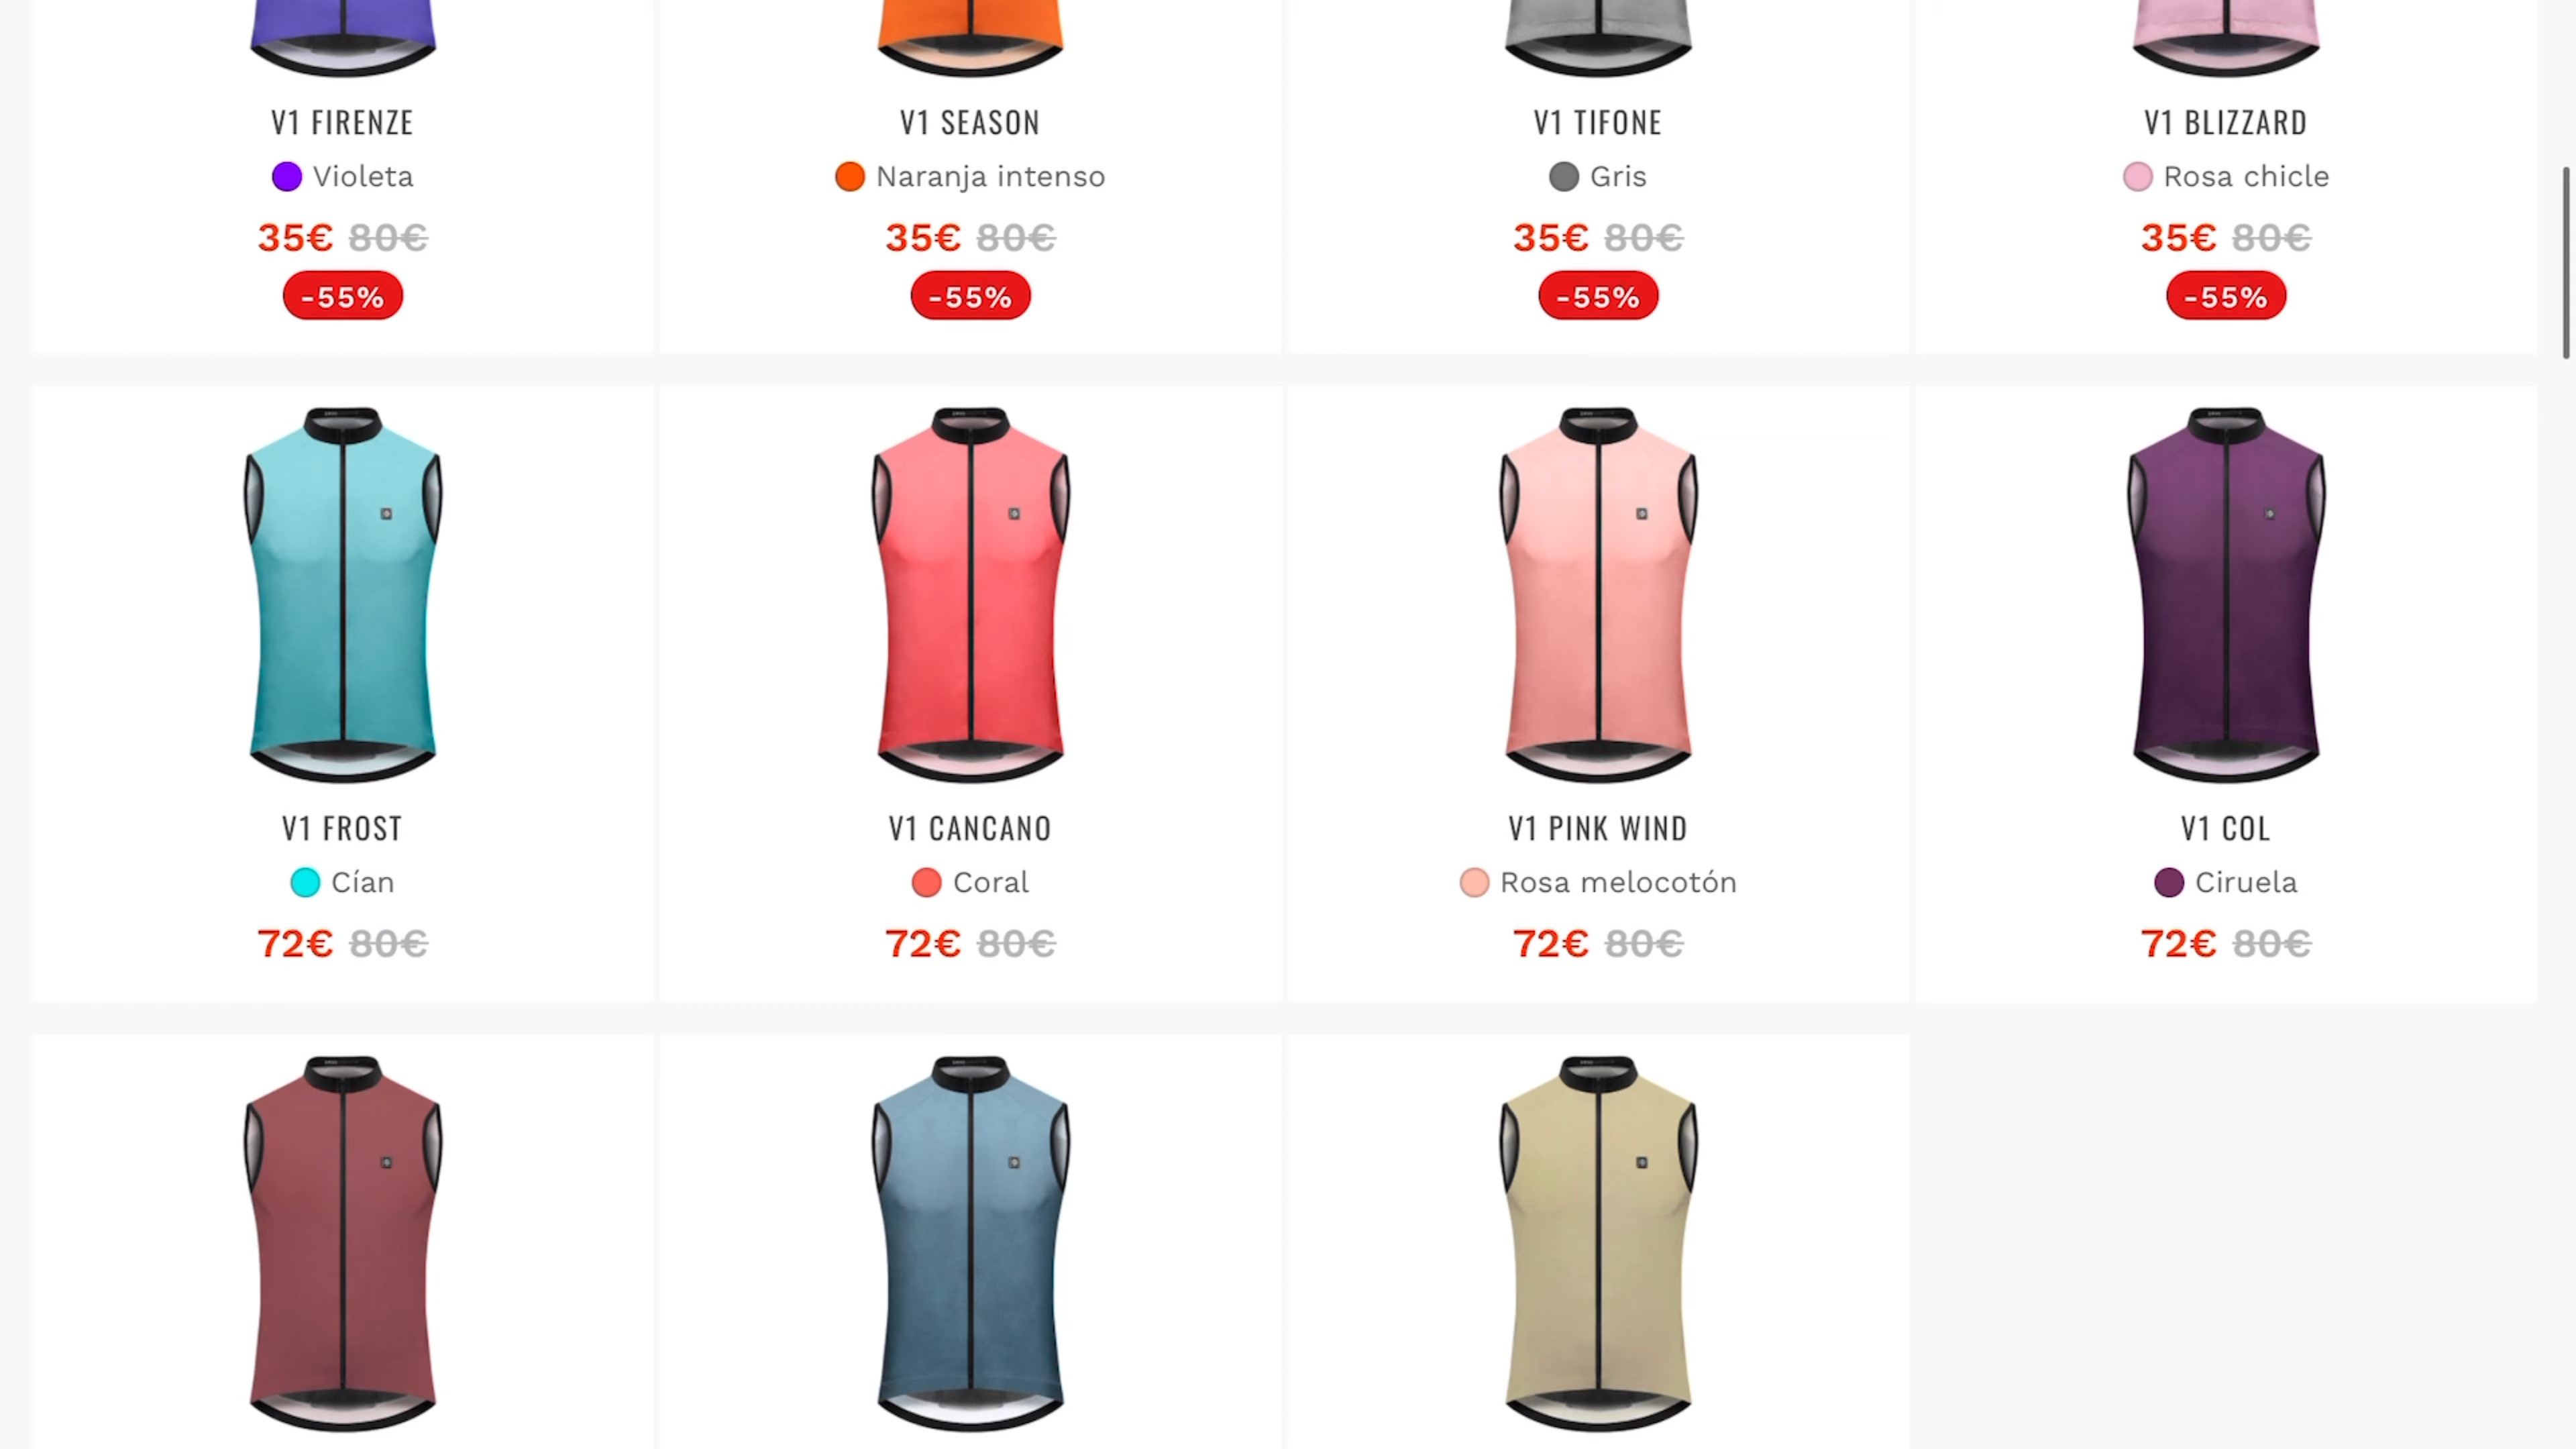 V1 FIRENZE
Violeta
35€ 80€
-55%
V1 SEASON
Naranja intenso
35€ 80€
-55%
V1 TIFONE
Gris
35€ 80€
-55%
V1 BLIZZARD
Rosa chicle
35€ 80€
-55%
V1 FROST
Cían
72€ 80€
V1 CANCANO
Coral
72€ 80€
V1 PINK WIND
Rosa melocotón
72€ 80€
V1 COL
Ciruela
72€ 80€